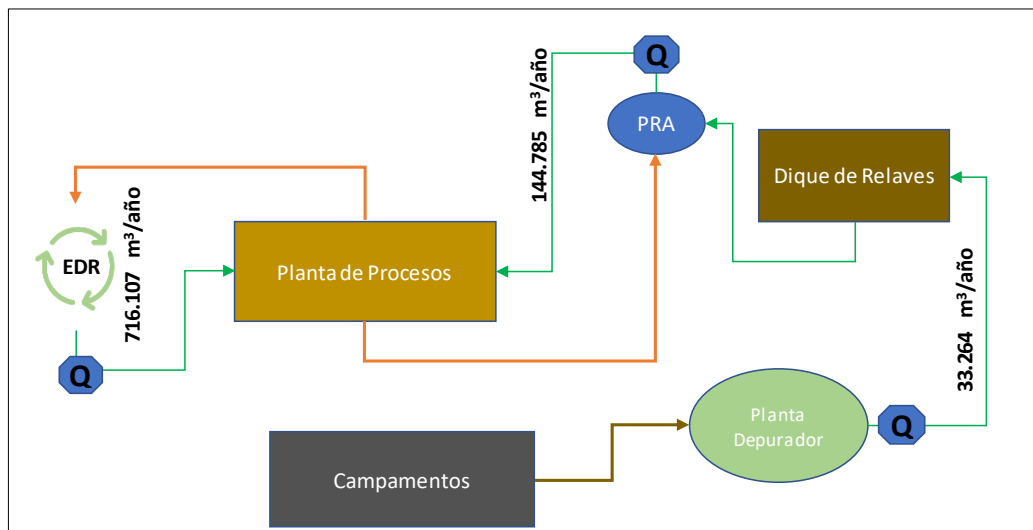 Q
144.785 m³/año
PRA
Dique de Relaves
EDR
716.107 m³/año
Planta de Procesos
33.264 m³/año
Q
Planta
Depurador
Q
Campamentos